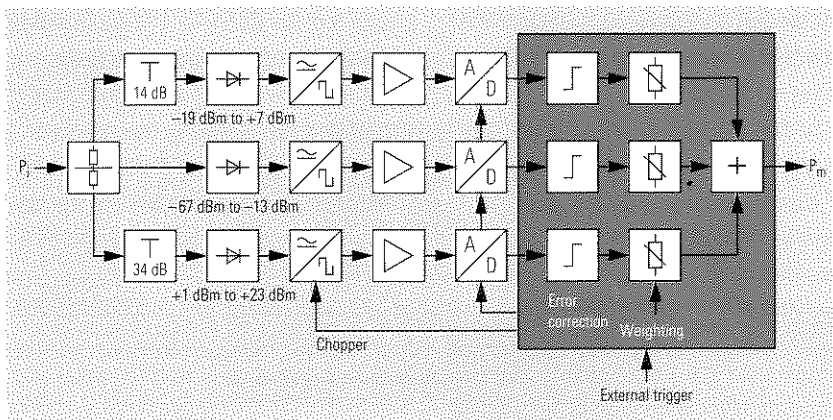 14 dB
A
D
–19 dBm to +7 dBm
Pi
A
D
+
Pm
–67 dBm to –13 dBm
34 dB
A
D
+1 dBm to +23 dBm
Error
correction
Weighting
Chopper
External trigger